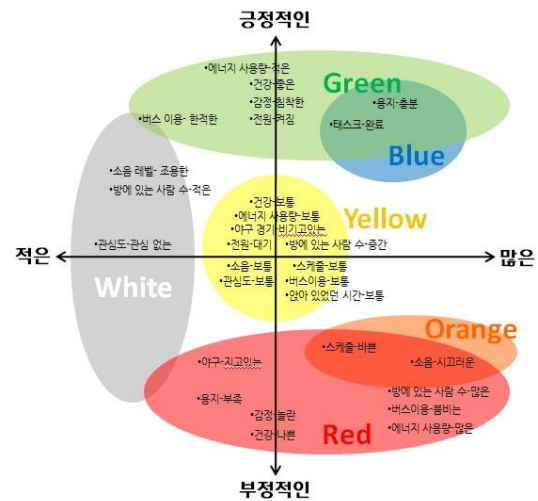 긍정적인
•에너지 사용량-적은
•건강-좋은
Green
•감정-침착한
•용지-충분
•버스 이용- 한적한
•전원-켜짐
•태스크-완료
Blue
•소음 레벨- 조용한
•방에 있는 사람 수-적은
•건강-보통
•에너지 사용량-보통
Yellow
•야구 경기-비기고있는
•관심도-관심 없는
•전원-대기
•방에 있는 사람 수-중간
적은
많은
White
•소음-보통
•스케줄-보통
•관심도-보통
•버스이용-보통
•앉아 있었던 시간-보통
Orange
•스케줄-바쁜
•야구-지고있는
•소음-시끄러운
•용지-부족
•방에 있는 사람 수-많은
•감정-놀란
•버스이용-붐비는
•건강-나쁜
Red
•에너지 사용량-많은
부정적인